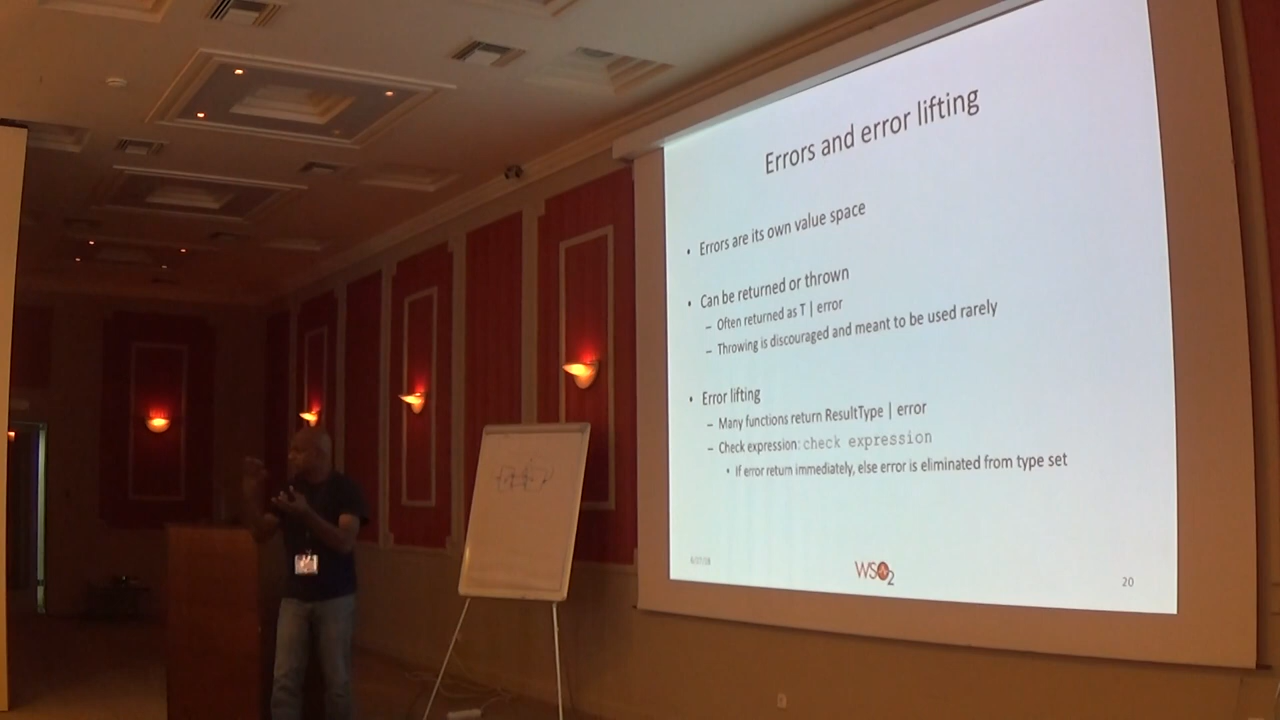 Errors and error lifting
• Errors are its own value space
• Can be returned or thrown
– Often returned as T | error
– Throwing is discouraged and meant to be used rarely
• Error lifting
– Many functions return ResultType | error
– Check expression: check expression
• If error return immediately, else error is eliminated from type set
WSO2
20